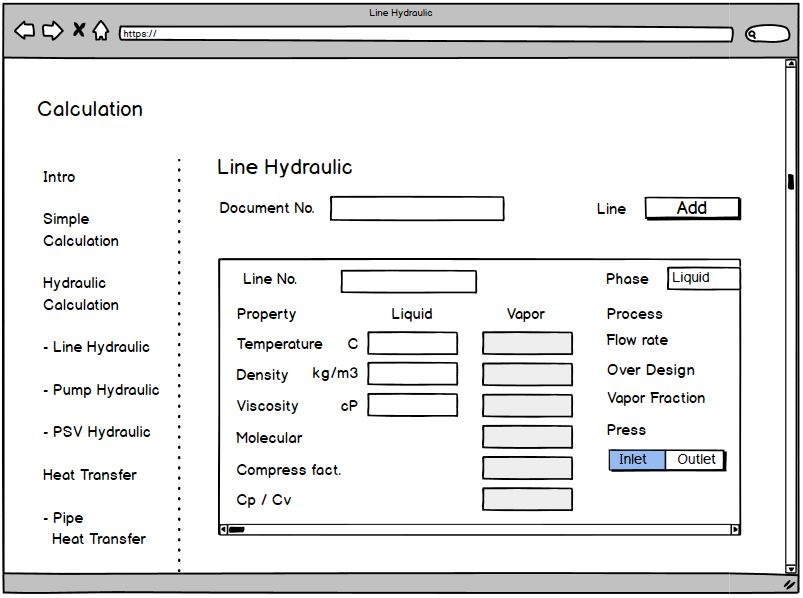 Line Hydraulic
https://
Calculation
Intro
Simple
Calculation
Hydraulic
Calculation
- Line Hydraulic
- Pump Hydraulic
- PSV Hydraulic
Heat Transfer
- Pipe
Heat Transfer
Line Hydraulic
Document No.
Line Add
Line No.
Phase Liquid
Property Liquid Vapor
Temperature C
Density kg/m3
Viscosity cP
Molecular
Compress fact.
Cp / Cv
Process
Flow rate
Over Design
Vapor Fraction
Press
Inlet Outlet